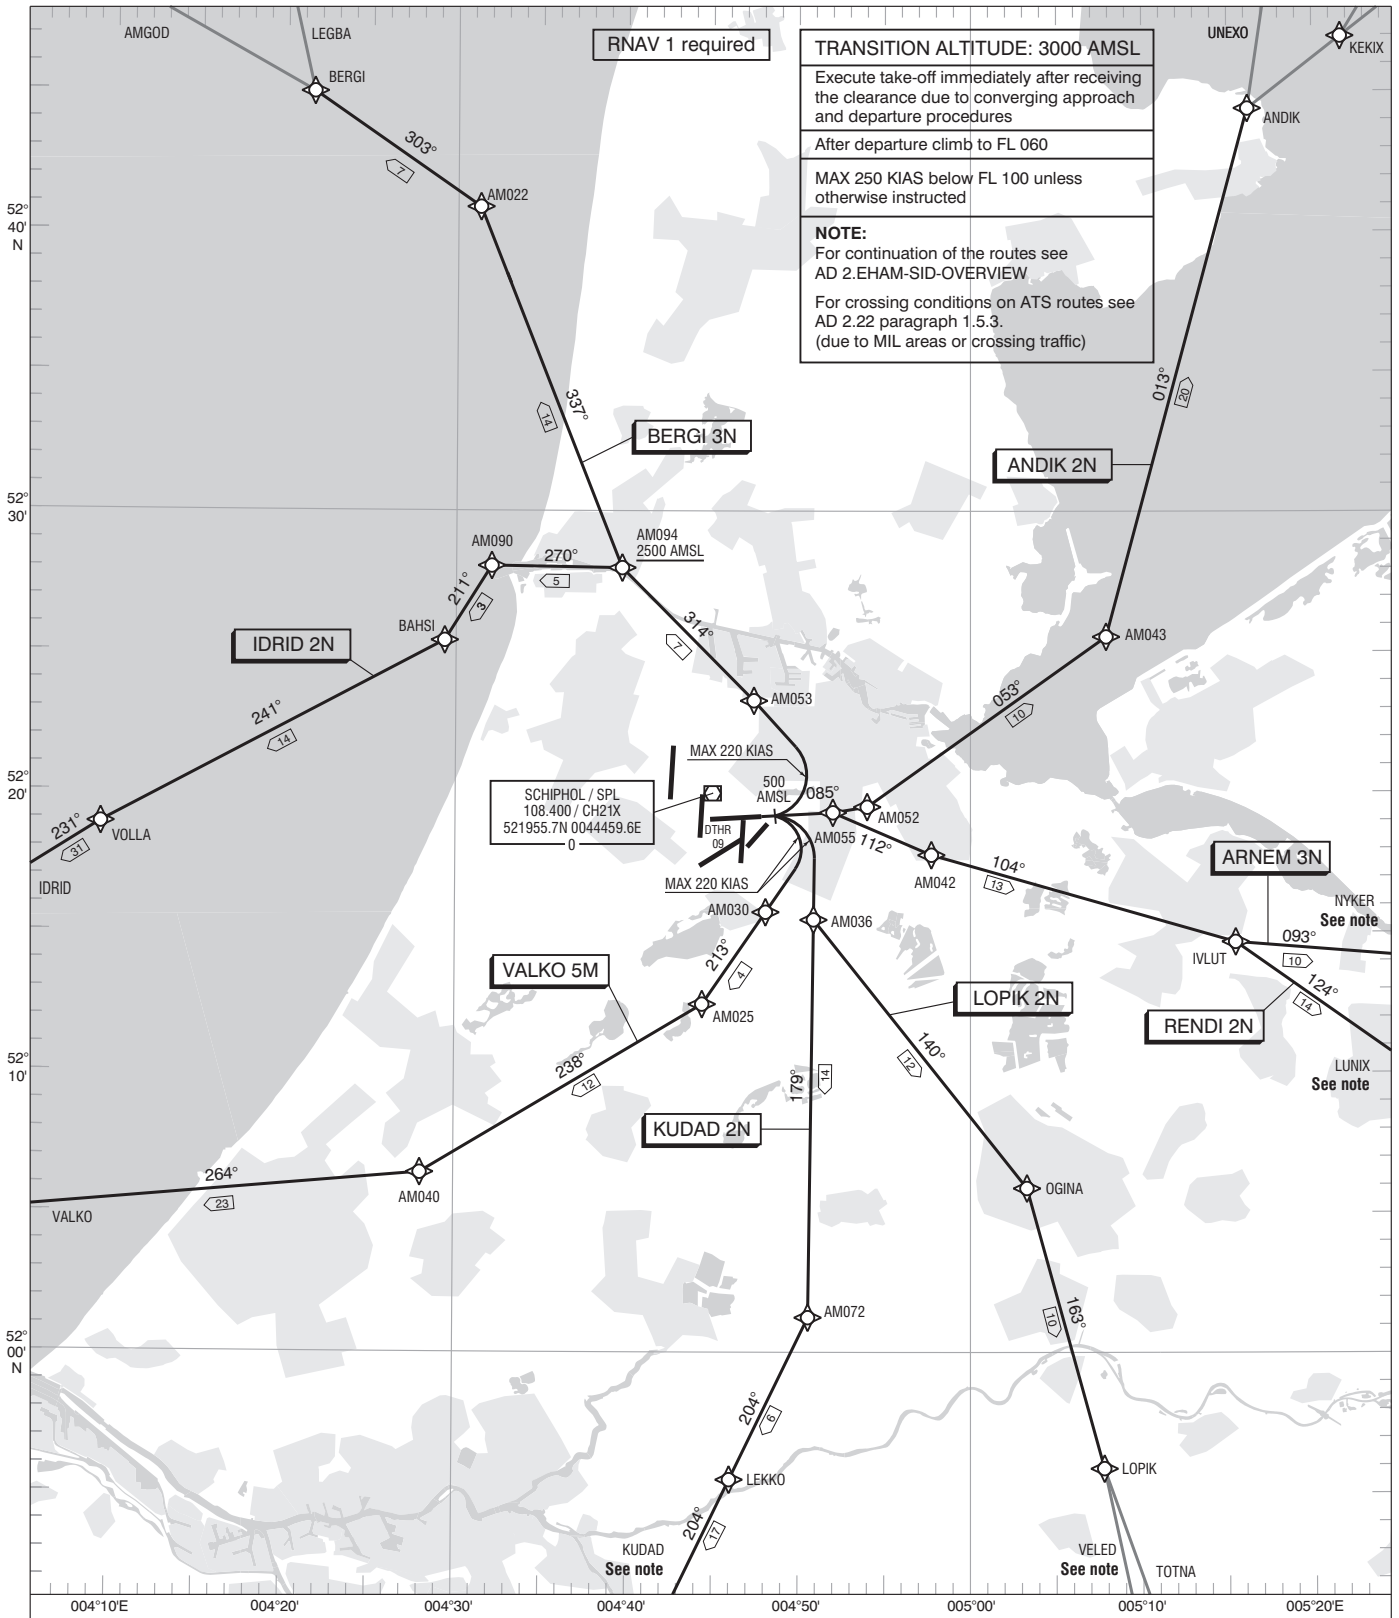 AMGOD
LEGBA
BERGI
303°
7
AM022
RNAV 1 required
TRANSITION ALTITUDE: 3000 AMSL
Execute take-off immediately after receiving
the clearance due to converging approach
and departure procedures
After departure climb to FL 060
MAX 250 KIAS below FL 100 unless
otherwise instructed
NOTE:
For continuation of the routes see
AD 2.EHAM-SID-OVERVIEW
For crossing conditions on ATS routes see
AD 2.22 paragraph 1.5.3.
(due to MIL areas or crossing traffic)
UNEXO
KEKIX
ANDIK
52°
40'
N
013°
20
337°
14
BERGI 3N
ANDIK 2N
52°
30'
AM090
270°
5
AM094
2500 AMSL
211°
3
BAHSI
IDRID 2N
314°
7
AM043
241°
14
AM053
053°
10
MAX 220 KIAS
52°
20'
SCHIPHOL / SPL
108.400 / CH21X
521955.7N 0044459.6E
0
500
AMSL
085°
AM052
DTHR
09
AM055
112°
231°
31
VOLLA
IDRID
MAX 220 KIAS
AM042
104°
13
ARNEM 3N
NYKER
See note
AM030
AM036
093°
10
IVLUT
213°
4
VALKO 5M
LOPIK 2N
124°
14
RENDI 2N
AM025
140°
12
52°
10'
238°
12
179°
14
LUNIX
See note
KUDAD 2N
264°
23
AM040
VALKO
OGINA
AM072
163°
10
52°
00'
N
204°
6
LEKKO
LOPIK
204°
17
KUDAD
See note
VELED
See note
TOTNA
004°10'E
004°20'
004°30'
004°40'
004°50'
005°00'
005°10'
005°20'E